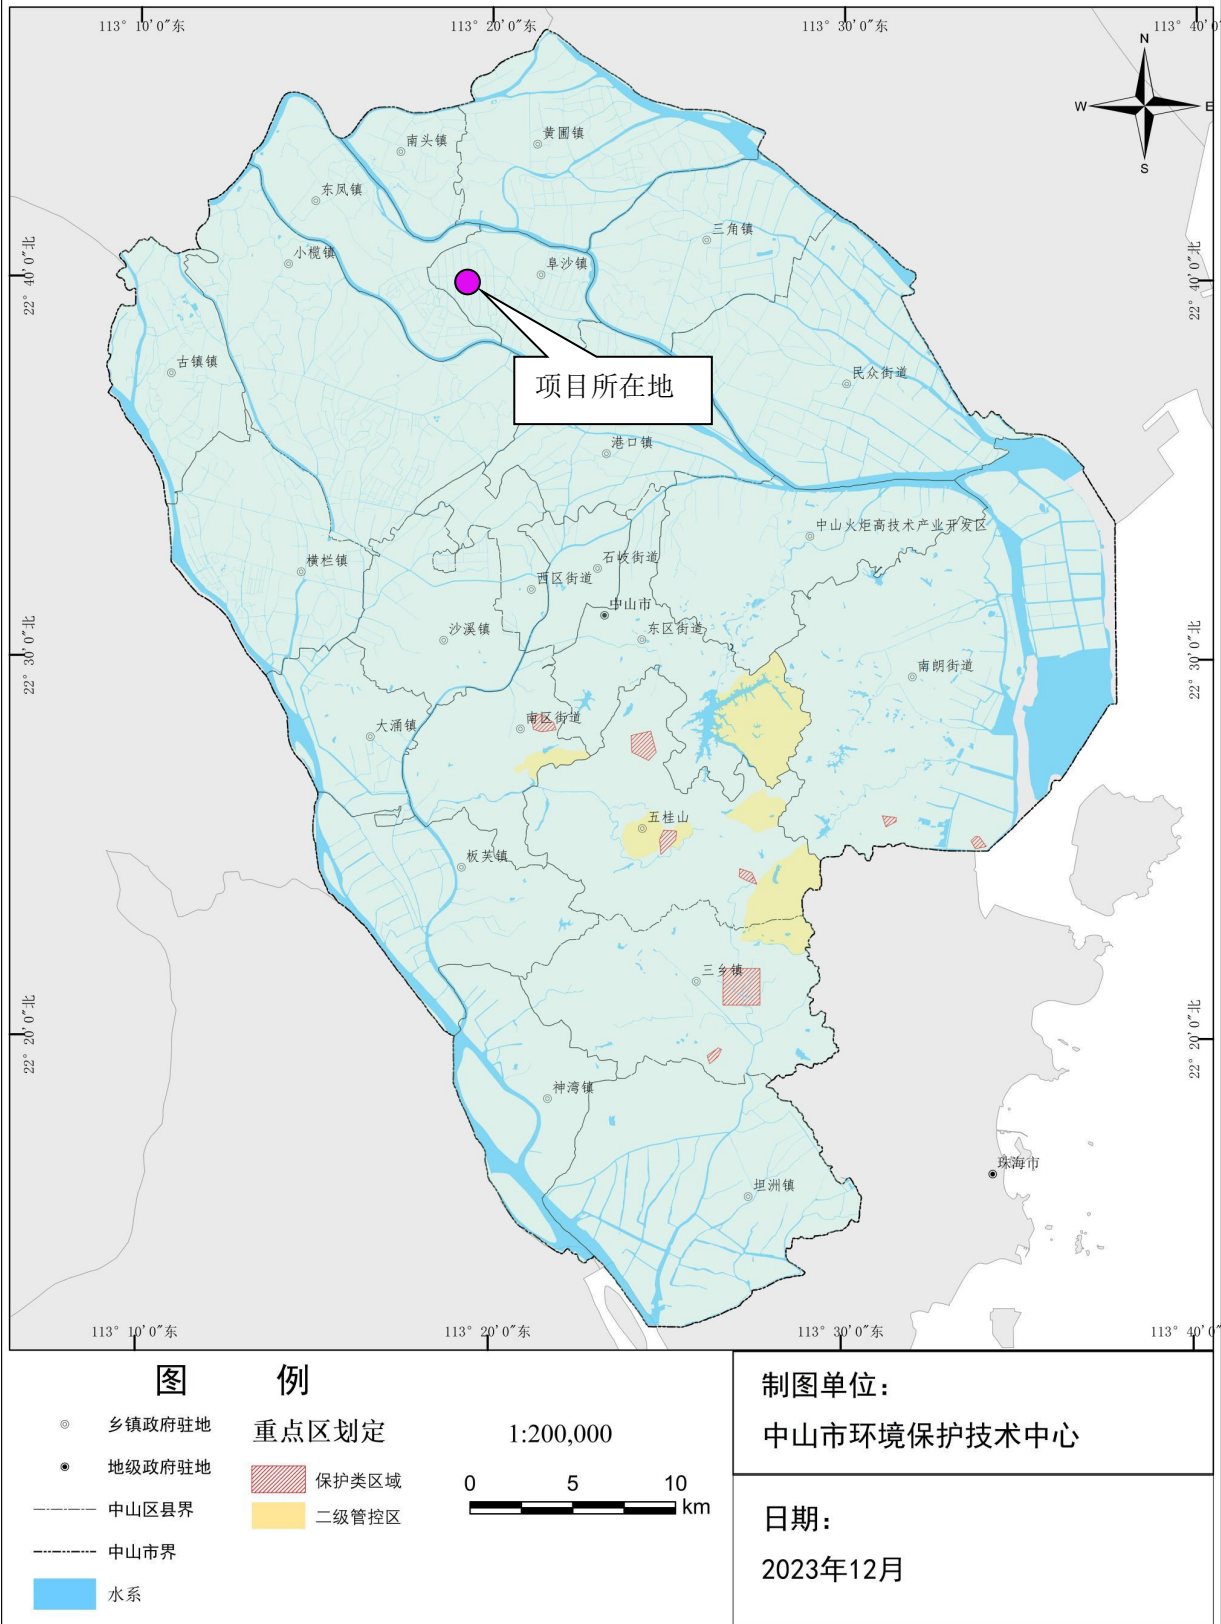 113° 10′0″东
113° 20′0″东
113° 30′0″东
113° 40′0
N
W
E
S
黄圃镇
南头镇
东凤镇
三角镇
小榄镇
阜沙镇
22° 40′0″北
22° 40′0″北
古镇镇
民众街道
项目所在地
港口镇
中山火炬高技术产业开发区
石岐街道
横栏镇
西区街道
中山市
沙溪镇
东区街道
22° 30′0″北
22° 30′0″北
南朗街道
南区街道
大涌镇
五桂山
板芙镇
三乡镇
22° 20′0″北
22° 20′0″北
神湾镇
珠海市
坦洲镇
113° 10′0″东
113° 20′0″东
113° 30′0″东
113° 40′0″
图 例
乡镇政府驻地
地级政府驻地
中山区县界
中山市界
水系
重点区划定
保护类区域
二级管控区
1:200,000
0 5 10
km
制图单位：
中山市环境保护技术中心
日期：
2023年12月